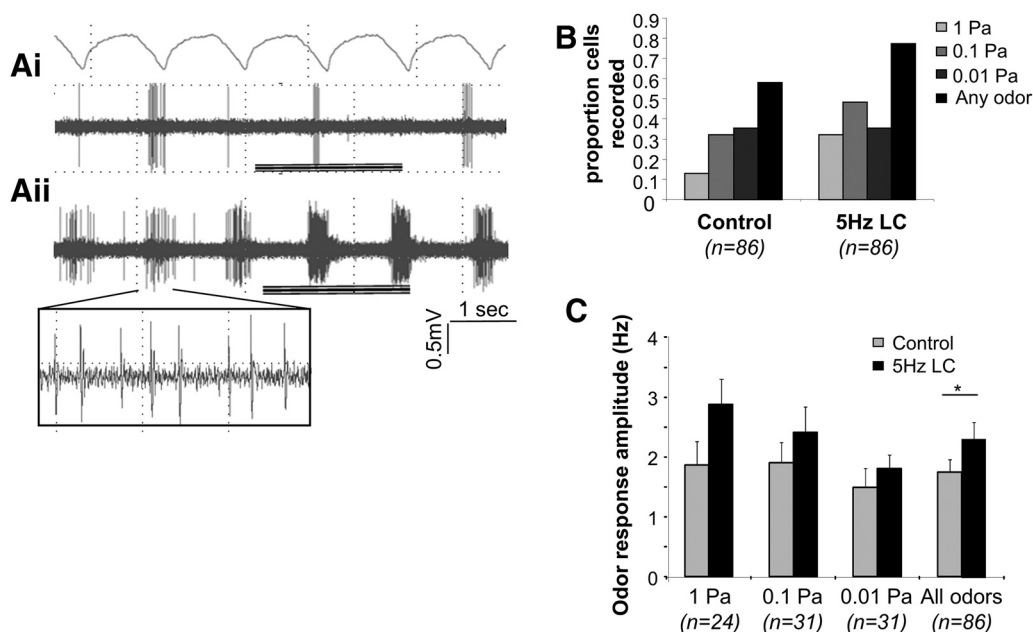 Ai
Aii
1 sec
0.5mV
B
proportion cells
recorded
0.9
0.8
0.7
0.6
0.5
0.4
0.3
0.2
0.1
0
1 Pa
0.1 Pa
0.01 Pa
Any odor
Control
(n=86)
5Hz LC
(n=86)
C
Odor response amplitude (Hz)
4
3
2
1
0
Control
5Hz LC
*
1 Pa
(n=24)
0.1 Pa
(n=31)
0.01 Pa
(n=31)
All odors
(n=86)